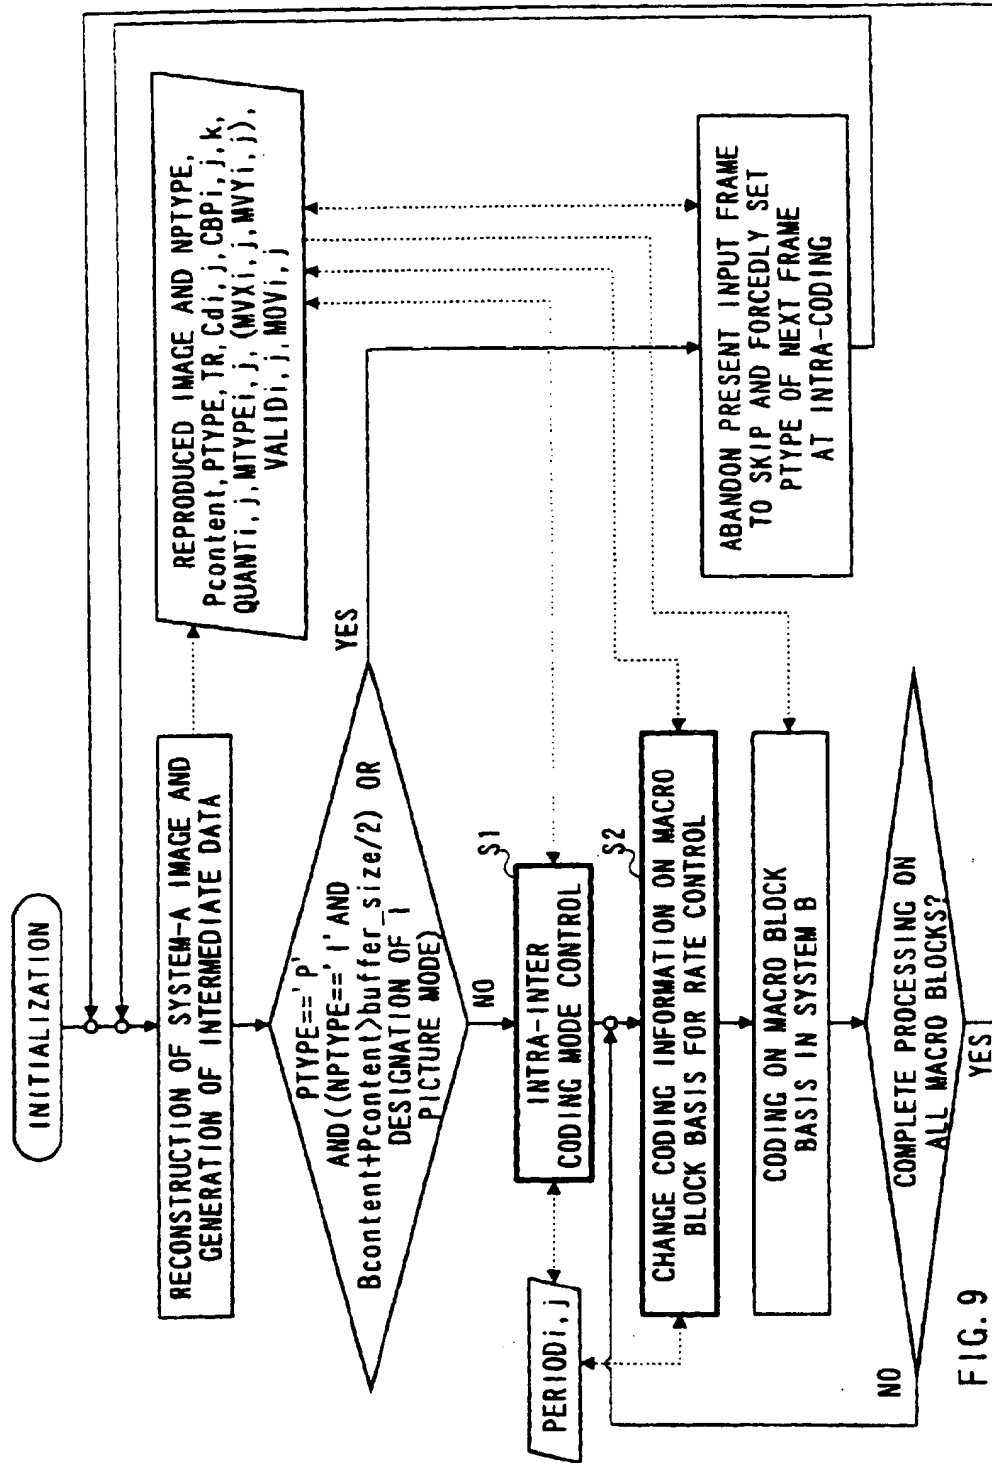 INITIALIZATION
RECONSTRUCTION OF SYSTEM-A IMAGE AND
GENERATION OF INTERMEDIATE DATA
REPRODUCED IMAGE AND NPTYPE,
Pcontent, PTYPE, TR, Cdi, j, CBPi, j, k,
QUANTi, j, MTYPEi, j, (MVXi, j, MVYi, j),
VALIDi, j, MOVi, j
PTYPE=='P'
AND((NPTYPE=='I' AND
Bcontent+Pcontent>buffer_size/2) OR
DESIGNATION OF I
PICTURE MODE)
YES
NO
ABANDON PRESENT INPUT FRAME
TO SKIP AND FORCEDLY SET
PTYPE OF NEXT FRAME
AT INTRA-CODING
S1
INTRA-INTER
CODING MODE CONTROL
PERIODi, j
S2
CHANGE CODING INFORMATION ON MACRO
BLOCK BASIS FOR RATE CONTROL
CODING ON MACRO BLOCK
BASIS IN SYSTEM B
COMPLETE PROCESSING ON
ALL MACRO BLOCKS?
NO
YES
FIG. 9